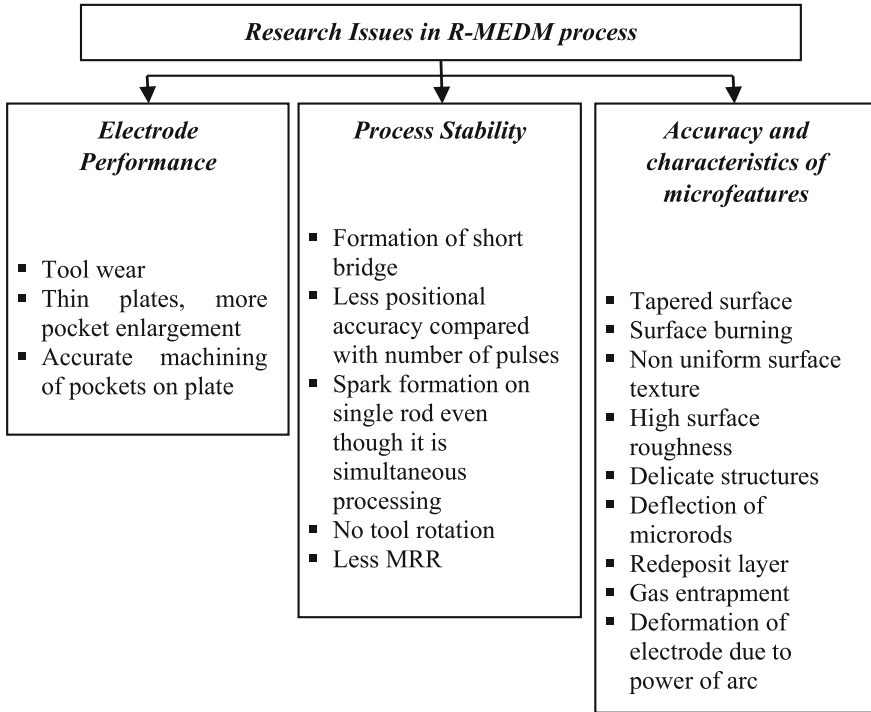 Research Issues in R-MEDM process
Electrode
Performance
▪ Tool wear
▪ Thin plates, more
pocket enlargement
▪ Accurate machining
of pockets on plate
Process Stability
▪ Formation of short
bridge
▪ Less positional
accuracy compared
with number of pulses
▪ Spark formation on
single rod even
though it is
simultaneous
processing
▪ No tool rotation
▪ Less MRR
Accuracy and
characteristics of
microfeatures
▪ Tapered surface
▪ Surface burning
▪ Non uniform surface
texture
▪ High surface
roughness
▪ Delicate structures
▪ Deflection of
microrods
▪ Redeposit layer
▪ Gas entrapment
▪ Deformation of
electrode due to
power of arc